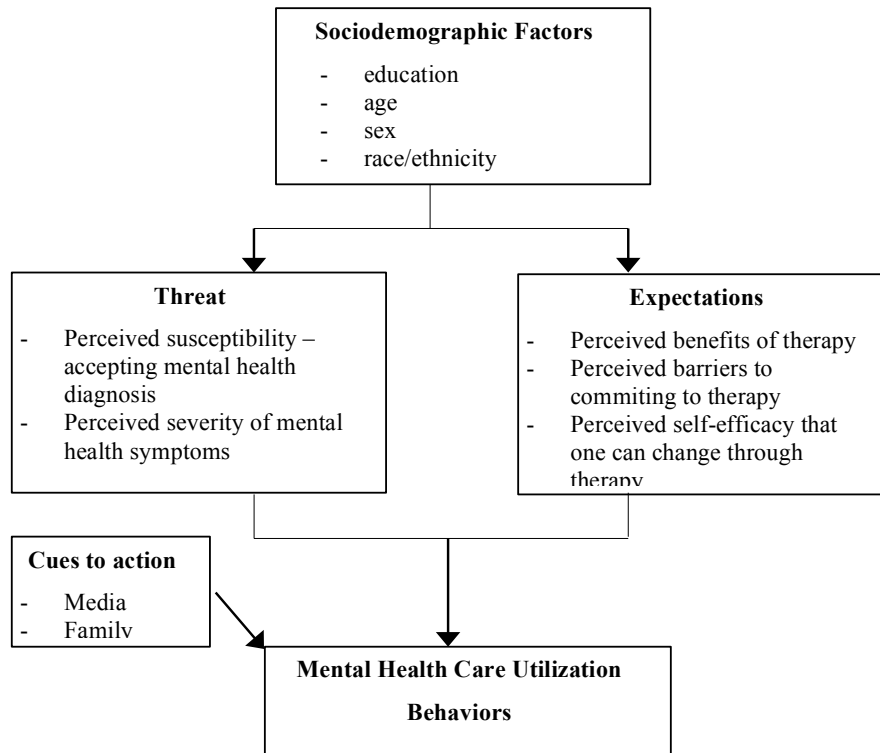 Sociodemographic Factors
- education
- age
- sex
- race/ethnicity
Threat
- Perceived susceptibility –
accepting mental health
diagnosis
- Perceived severity of mental
health symptoms
Expectations
- Perceived benefits of therapy
- Perceived barriers to
commiting to therapy
- Perceived self-efficacy that
one can change through
therapy
Cues to action
- Media
- Family
Mental Health Care Utilization
Behaviors